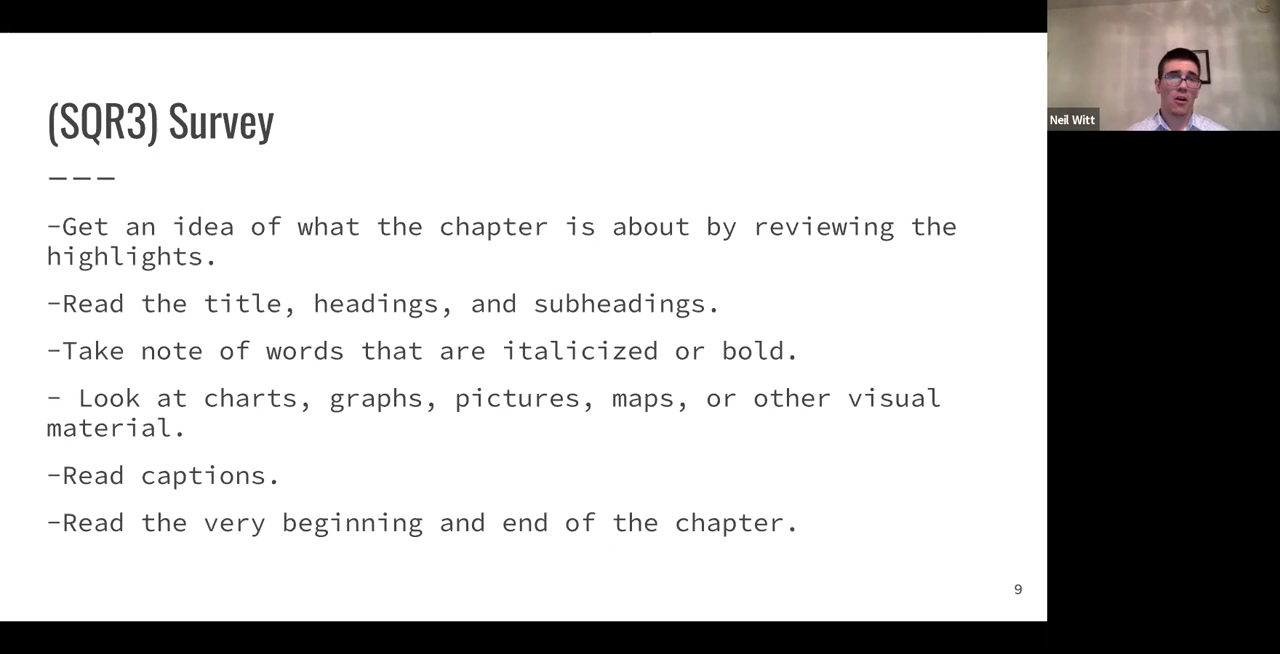 (SQR3) Survey
———
-Get an idea of what the chapter is about by reviewing the
highlights.
-Read the title, headings, and subheadings.
-Take note of words that are italicized or bold.
- Look at charts, graphs, pictures, maps, or other visual
material.
-Read captions.
-Read the very beginning and end of the chapter.
9
Neil Witt